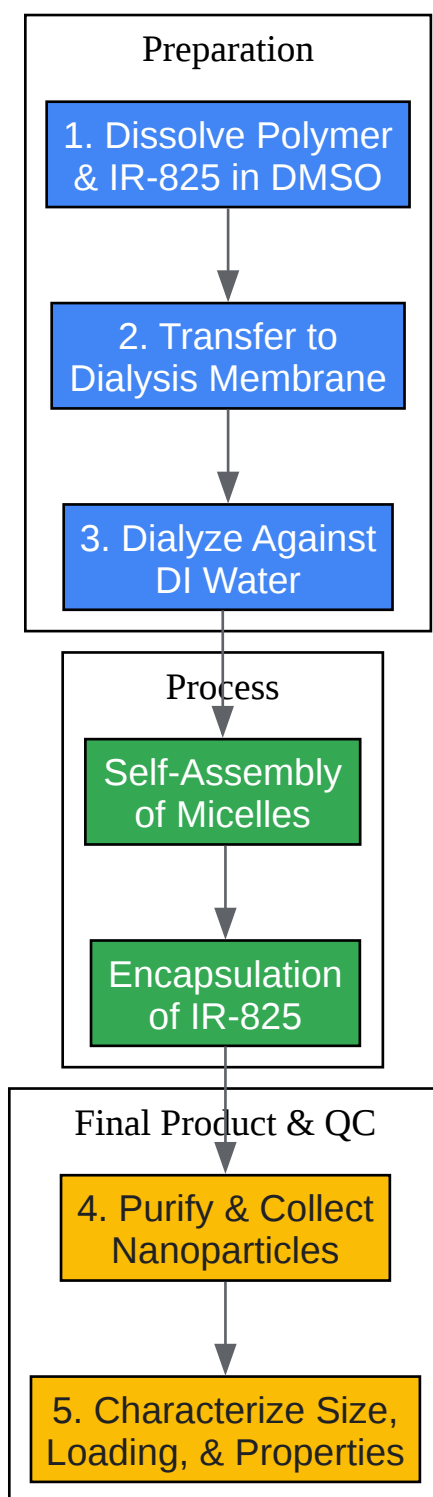 Preparation
1. Dissolve Polymer
& IR-825 in DMSO
2. Transfer to
Dialysis Membrane
3. Dialyze Against
DI Water
Process
Self-Assembly
of Micelles
Encapsulation
of IR-825
Final Product & QC
4. Purify & Collect
Nanoparticles
5. Characterize Size,
Loading, & Properties